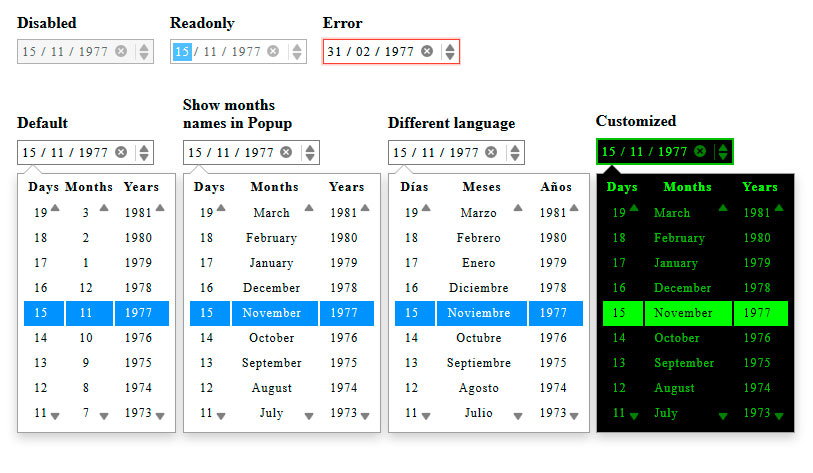 Disabled Readonly Error
15 / 11 / 1977 15 / 11 / 1977 31 / 02 / 1977
Show months
Default names in Popup Different language Customized
15 / 11 / 1977 15 / 11 / 1977 15 / 11 / 1977 15 / 11 / 1977
Days Months Years Days Months Years Días Meses Años Days Months Years
19 3 1981 19 March 1981 19 Marzo 1981 19 March 1981
18 2 1980 18 February 1980 18 Febrero 1980 18 February 1980
17 1 1979 17 January 1979 17 Enero 1979 17 January 1979
16 12 1978 16 December 1978 16 Diciembre 1978 16 December 1978
15 11 1977 15 November 1977 15 Noviembre 1977 15 November 1977
14 10 1976 14 October 1976 14 Octubre 1976 14 October 1976
13 9 1975 13 September 1975 13 Septiembre 1975 13 September 1975
12 8 1974 12 August 1974 12 Agosto 1974 12 August 1974
11 7 1973 11 July 1973 11 Julio 1973 11 July 1973